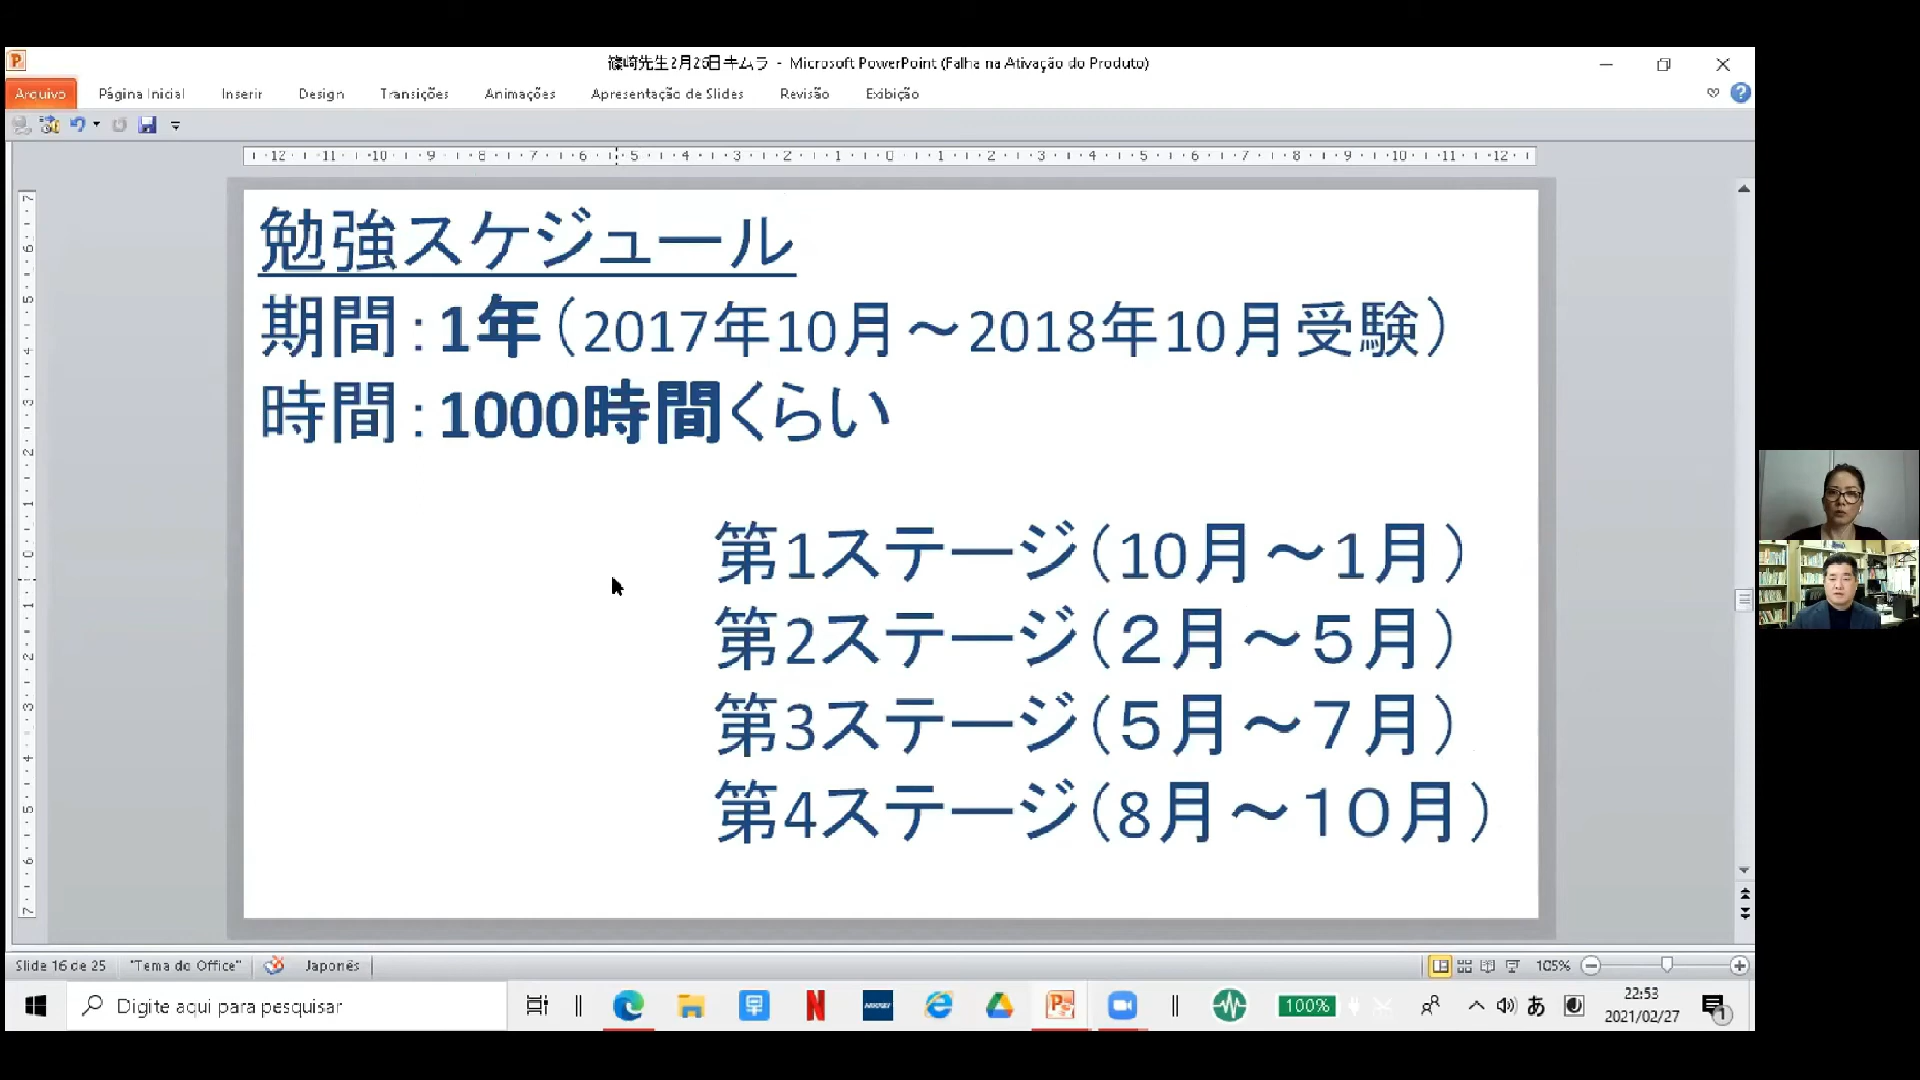 篠崎先生2月26日キムラ - Microsoft PowerPoint (Falha na Ativação do Produto)
Arquivo Página Inicial Inserir Design Transições Animações Apresentação de Slides Revisão Exibição
勉強スケジュール
期間：1年（2017年10月～2018年10月受験）
時間：1000時間くらい
第1ステージ（10月～1月）
第2ステージ（２月～５月）
第3ステージ（５月～７月）
第4ステージ（8月～１０月）
Slide 16 de 25 "Tema do Office" Japonês 105%
Digite aqui para pesquisar 100% あ 22:53
2021/02/27